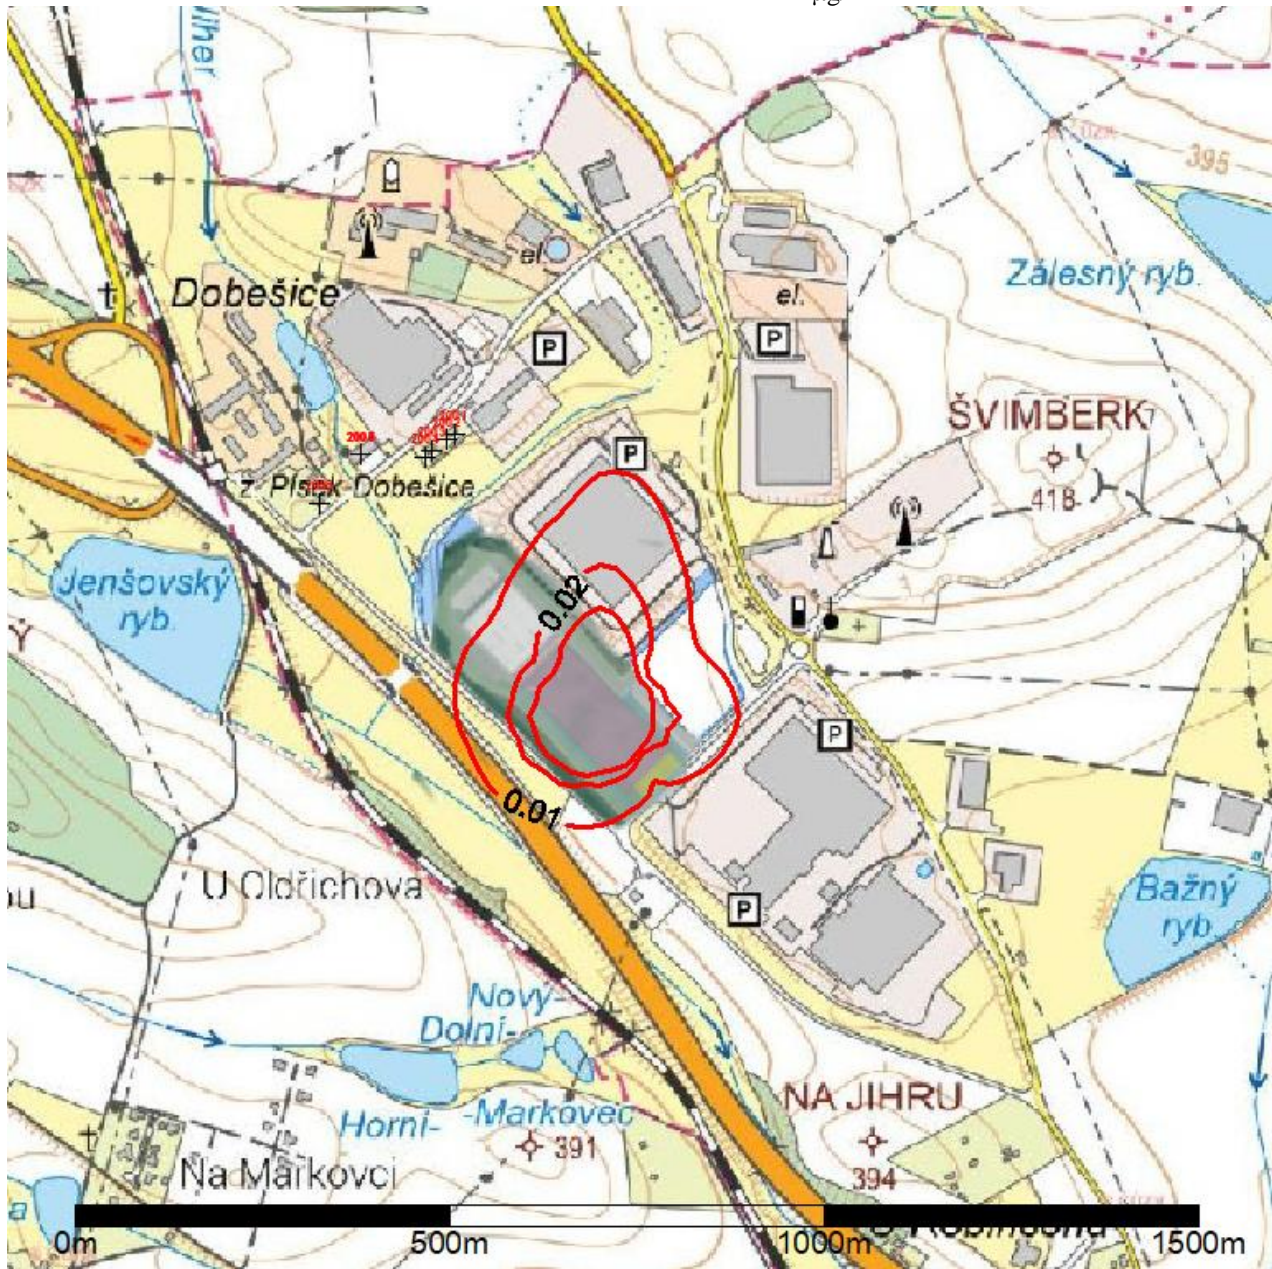 Jiher
395
Zálesný ryb.
el.
Dobešice
el.
P
P
ŠVIMBERK
418
P
z. Písek-Dobešice
Jenšovský
ryb.
0.02
P
0.01
U Oldřichova
P
Bažný
ryb.
Nový-
Dolní-
Horní-
-Markovec
391
NA JIHRU
394
Na Markovci
0m
500m
1000m
1500m